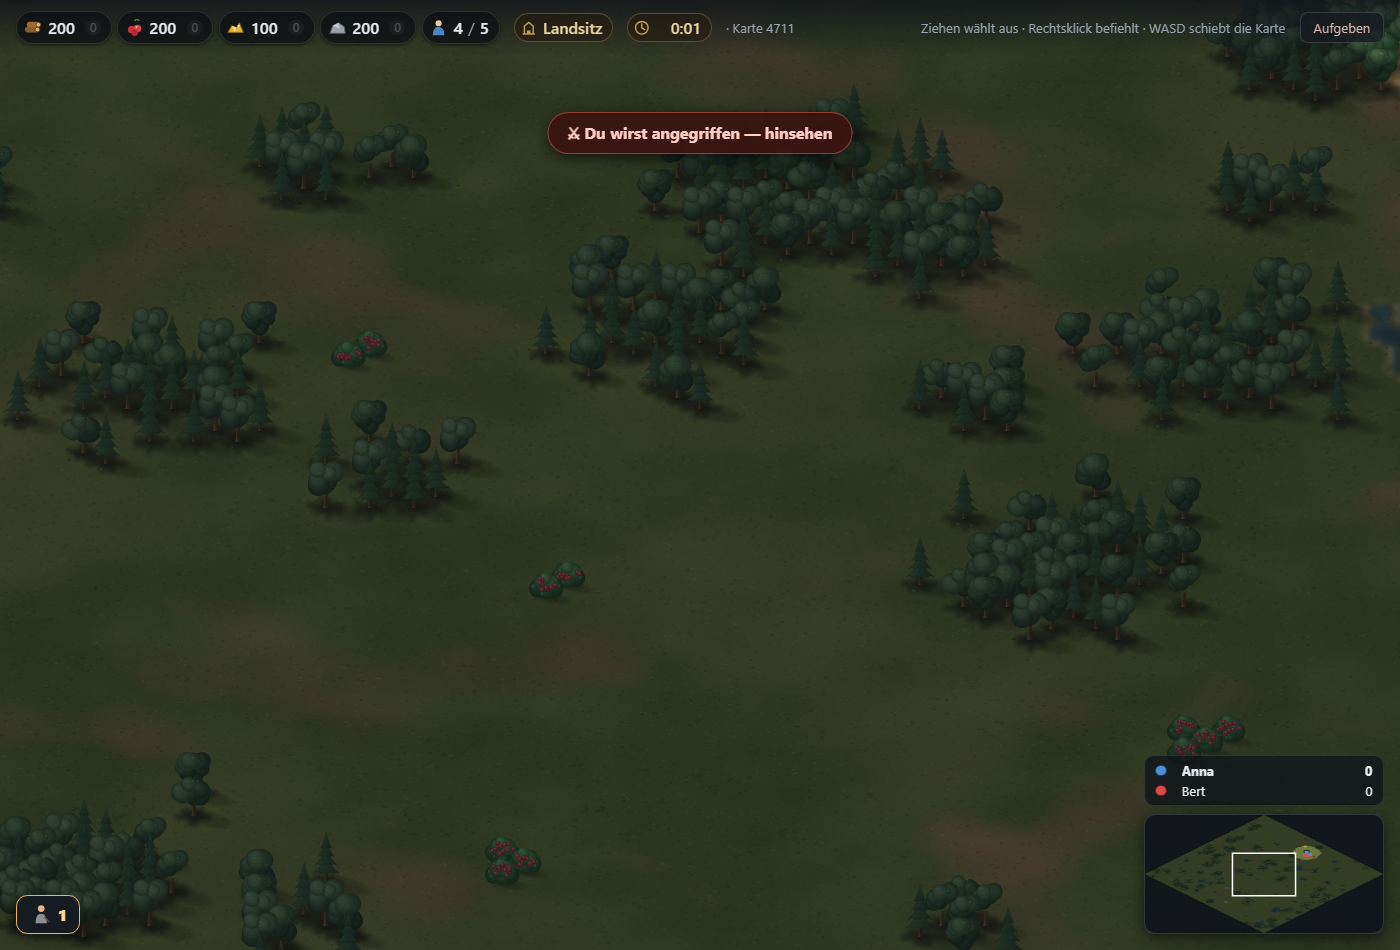 200 0 200 0 100 0 200 0 4 / 5 Landsitz 0:01 · Karte 4711 Ziehen wählt aus · Rechtsklick befiehlt · WASD schiebt die Karte Aufgeben
⚔ Du wirst angegriffen — hinsehen
Anna 0
Bert 0
1